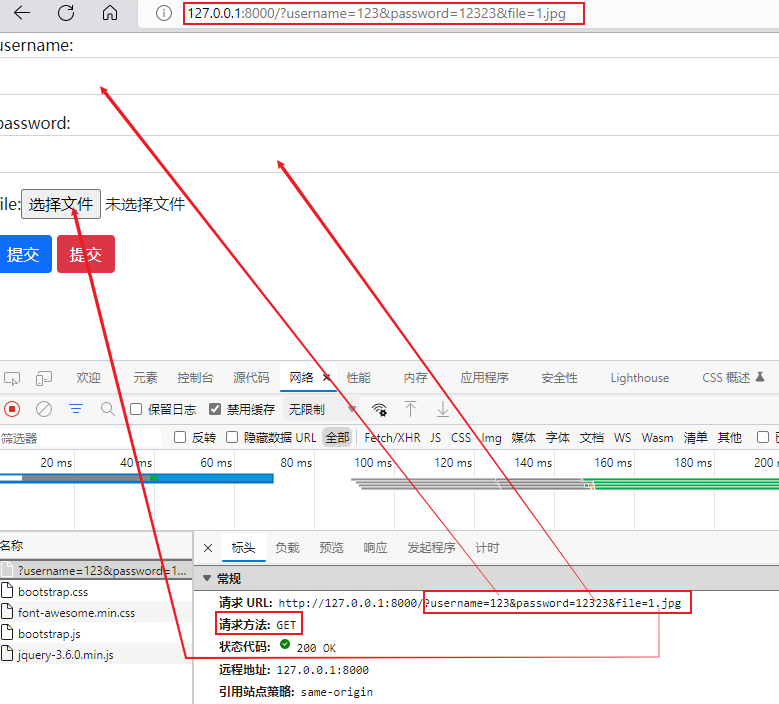 127.0.0.1:8000/?username=123&password=12323&file=1.jpg
username:
password:
file: 选择文件 未选择文件
提交 提交
欢迎 元素 控制台 源代码 网络 性能 内存 应用程序 安全性 Lighthouse CSS 概述
保留日志 禁用缓存 无限制
筛选器 反转 隐藏数据 URL 全部 Fetch/XHR JS CSS Img 媒体 字体 文档 WS Wasm 清单 其他
20 ms 40 ms 60 ms 80 ms 100 ms 120 ms 140 ms 160 ms 180 ms 200
名称 标头 负载 预览 响应 发起程序 计时
?username=123&password=1...
bootstrap.css
font-awesome.min.css
bootstrap.js
jquery-3.6.0.min.js
常规
请求 URL: http://127.0.0.1:8000/?username=123&password=12323&file=1.jpg
请求方法: GET
状态代码: 200 OK
远程地址: 127.0.0.1:8000
引用站点策略: same-origin